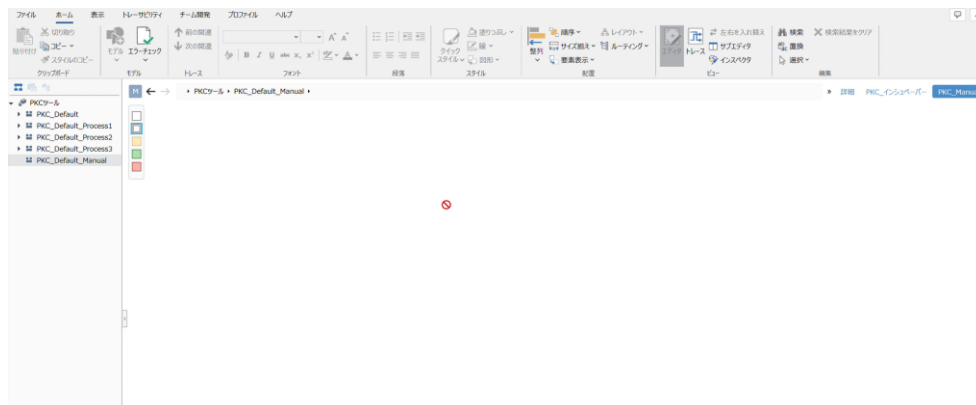 ファイル ホーム 表示 トレーサビリティ チーム開発 プロファイル ヘルプ
切り取り 前の関連 塗りつぶし 順序 レイアウト 左右を入れ替え 検索 検索結果をクリア
貼り付け コピー モデル エラーチェック 次の関連 B I U abc x, x' A クイックスタイル 線 整列 サイズ揃え ルーティング エディタ トレース サブエディタ 置換
スタイルのコピー 図形 要素表示 インスペクタ 選択
クリップボード モデル トレース フォント 段落 スタイル 配置 ビュー 編集
M PKCツール PKC_Default_Manual 詳細 PKC_インシュペーパー PKC_Manua
PKCツール
PKC_Default
PKC_Default_Process1
PKC_Default_Process2
PKC_Default_Process3
PKC_Default_Manual